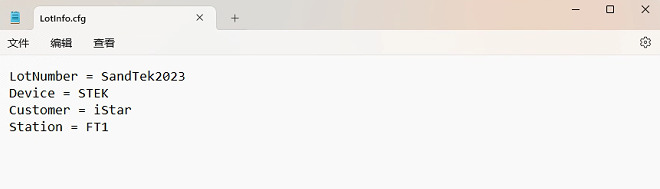 LotInfo.cfg
文件 编辑 查看
LotNumber = SandTek2023
Device = STEK
Customer = iStar
Station = FT1